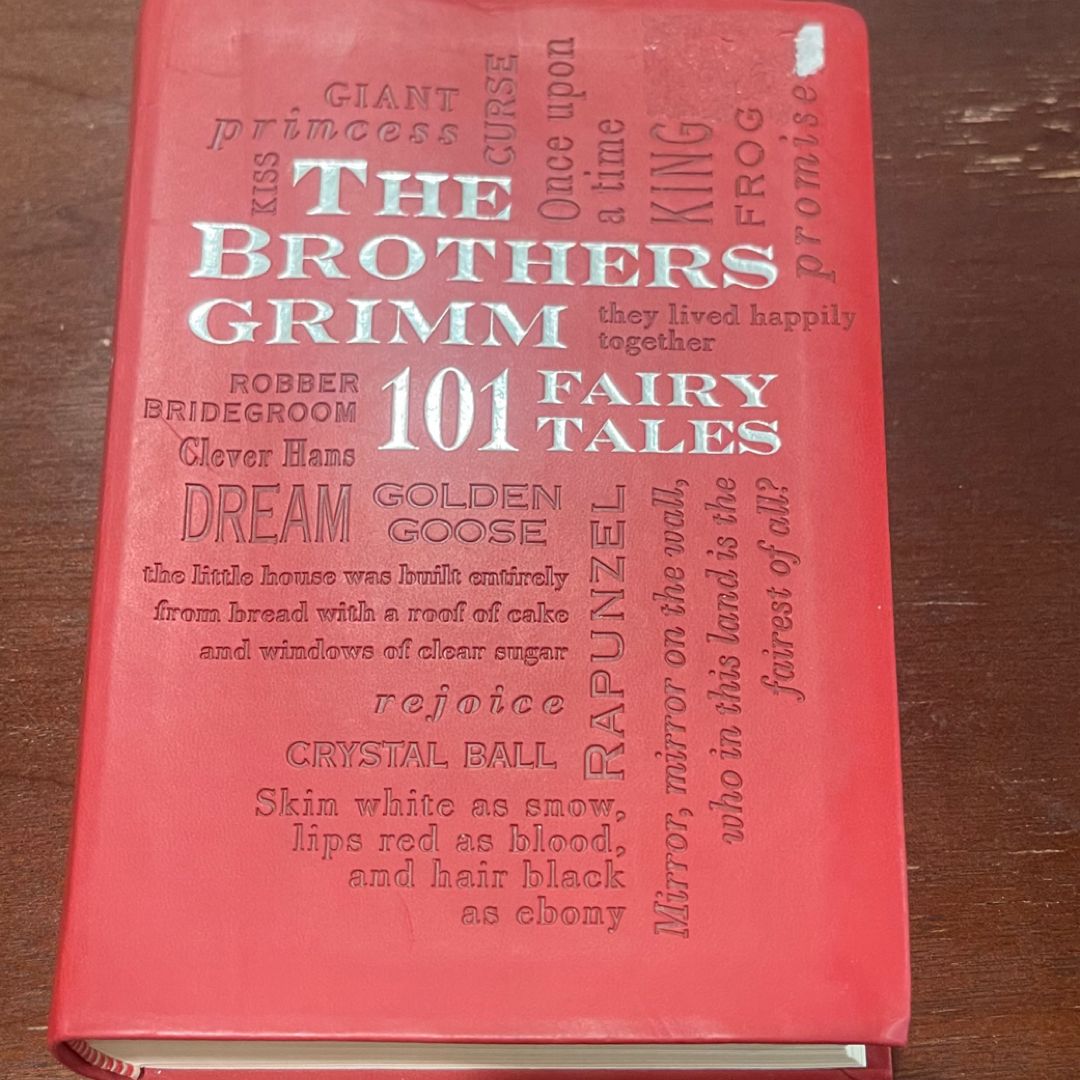 GIANT
princess
KISS
CURSE
Once upon
a time
KING
FROG
promise
THE
BROTHERS
GRIMM
they lived happily
together
ROBBER
BRIDEGROOM
Clever Hans
101
FAIRY
TALES
DREAM
GOLDEN
GOOSE
the little house was built entirely
from bread with a roof of cake
and windows of clear sugar
rejoice
CRYSTAL BALL
RAPUNZEL
Skin white as snow,
lips red as blood,
and hair black
as ebony
Mirror, mirror on the wall,
who in this land is the
fairest of all?